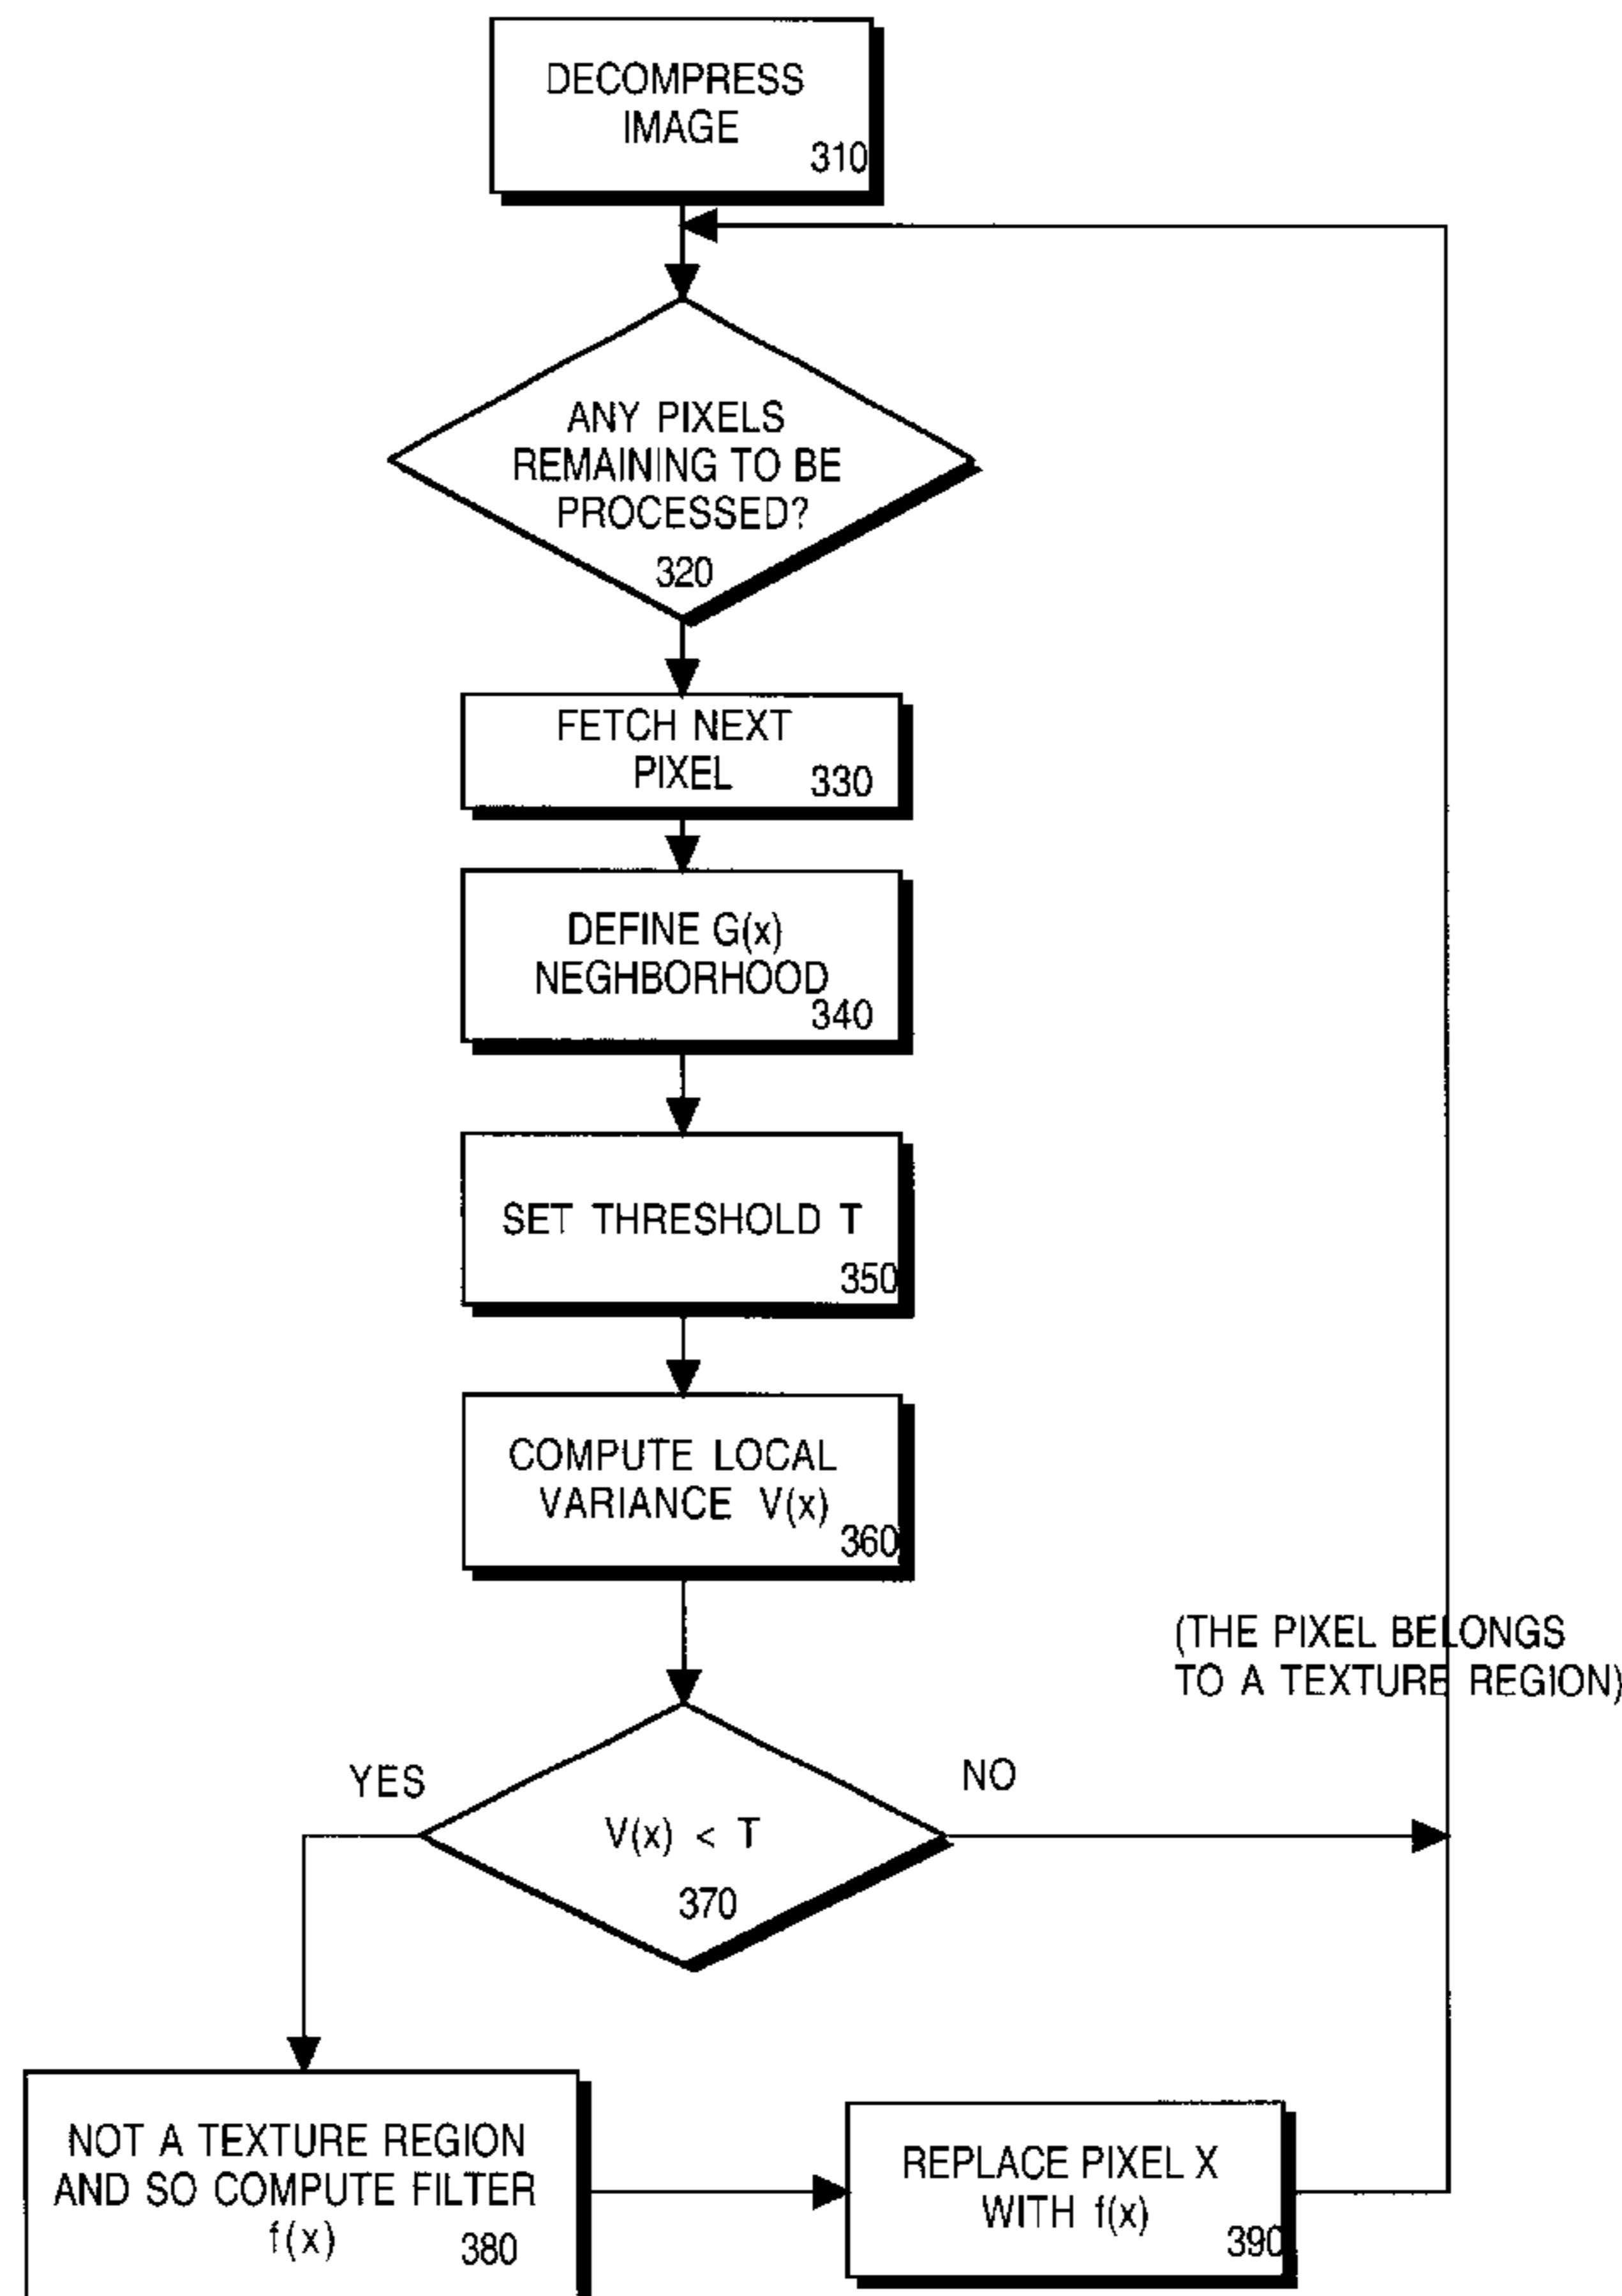 DECOMPRESS
IMAGE
310
ANY PIXELS
REMAINING TO BE
PROCESSED?
320
FETCH NEXT
PIXEL
330
DEFINE G(x)
NEGHBORHOOD
340
SET THRESHOLD T
350
COMPUTE LOCAL
VARIANCE V(x)
360
(THE PIXEL BELONGS
TO A TEXTURE REGION)
YES
NO
V(x) < T
370
NOT A TEXTURE REGION
AND SO COMPUTE FILTER
f(x)
380
REPLACE PIXEL X
WITH f(x)
390